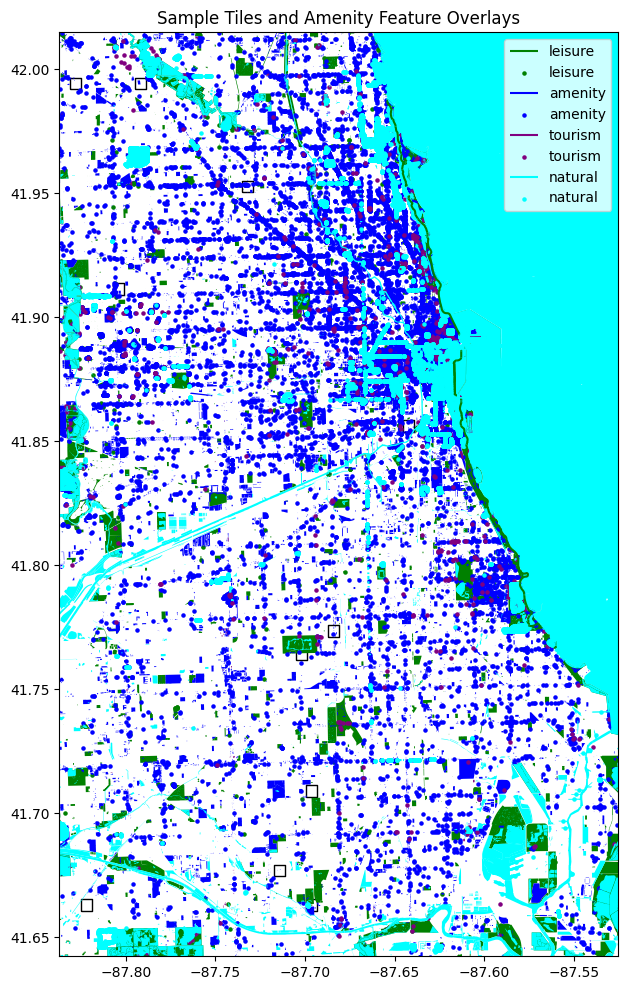 Sample Tiles and Amenity Feature Overlays
leisure
leisure
amenity
amenity
tourism
tourism
natural
natural
42.00
41.95
41.90
41.85
41.80
41.75
41.70
41.65
−87.80 −87.75 −87.70 −87.65 −87.60 −87.55